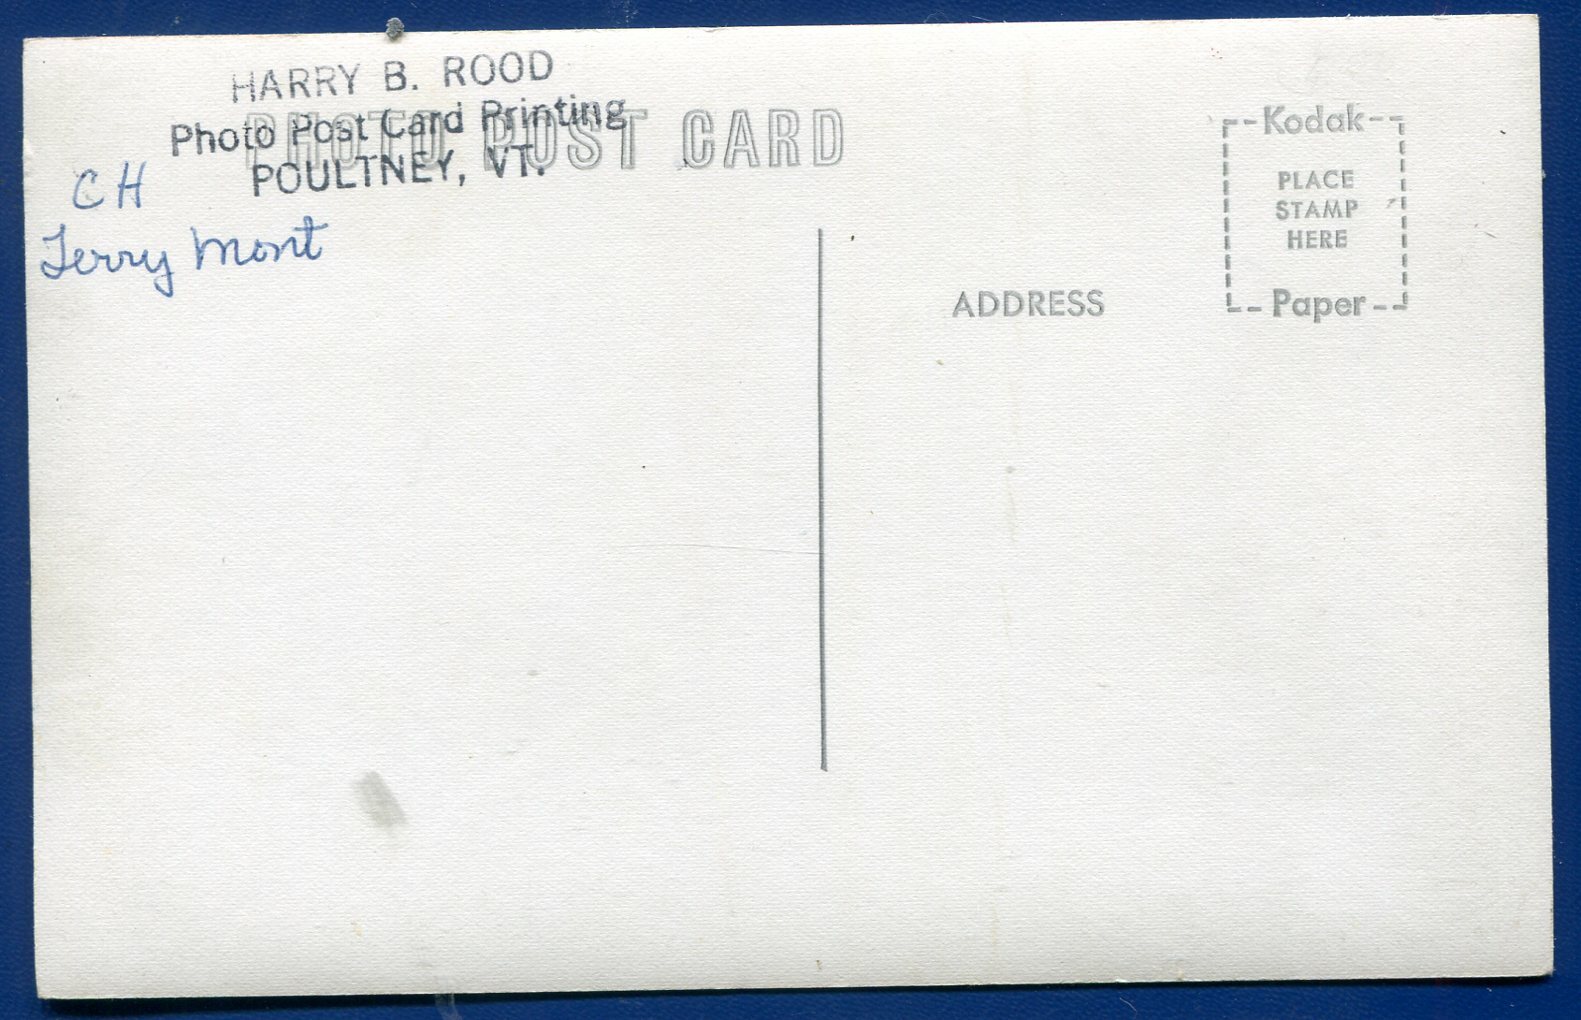 HARRY B. ROOD
Photo Post Card Printing
POULTNEY, VT.
PHOTO POST CARD
CH
Terry Mont
Kodak
PLACE
STAMP
HERE
Paper
ADDRESS